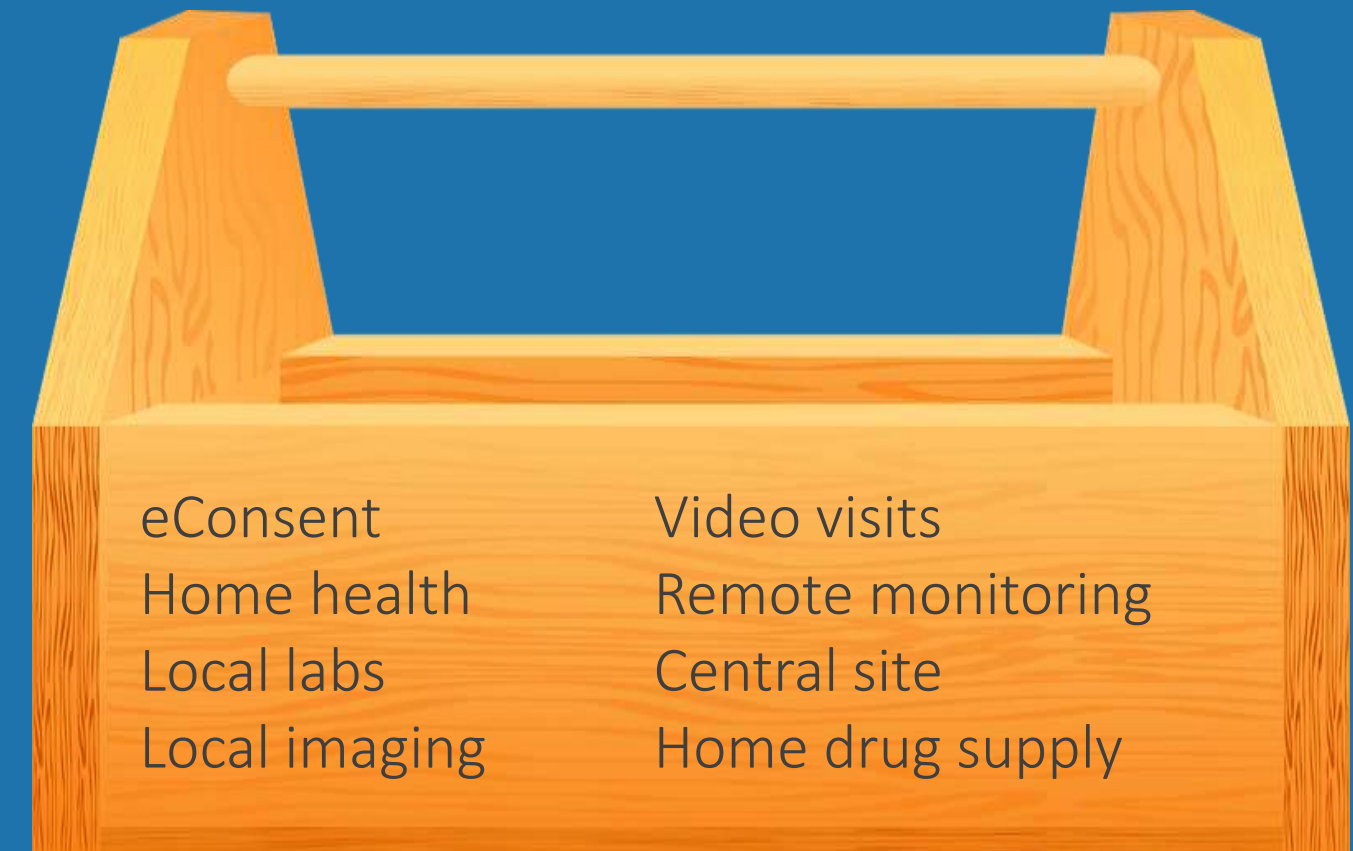 eConsent
Home health
Local labs
Local imaging
Video visits
Remote monitoring
Central site
Home drug supply